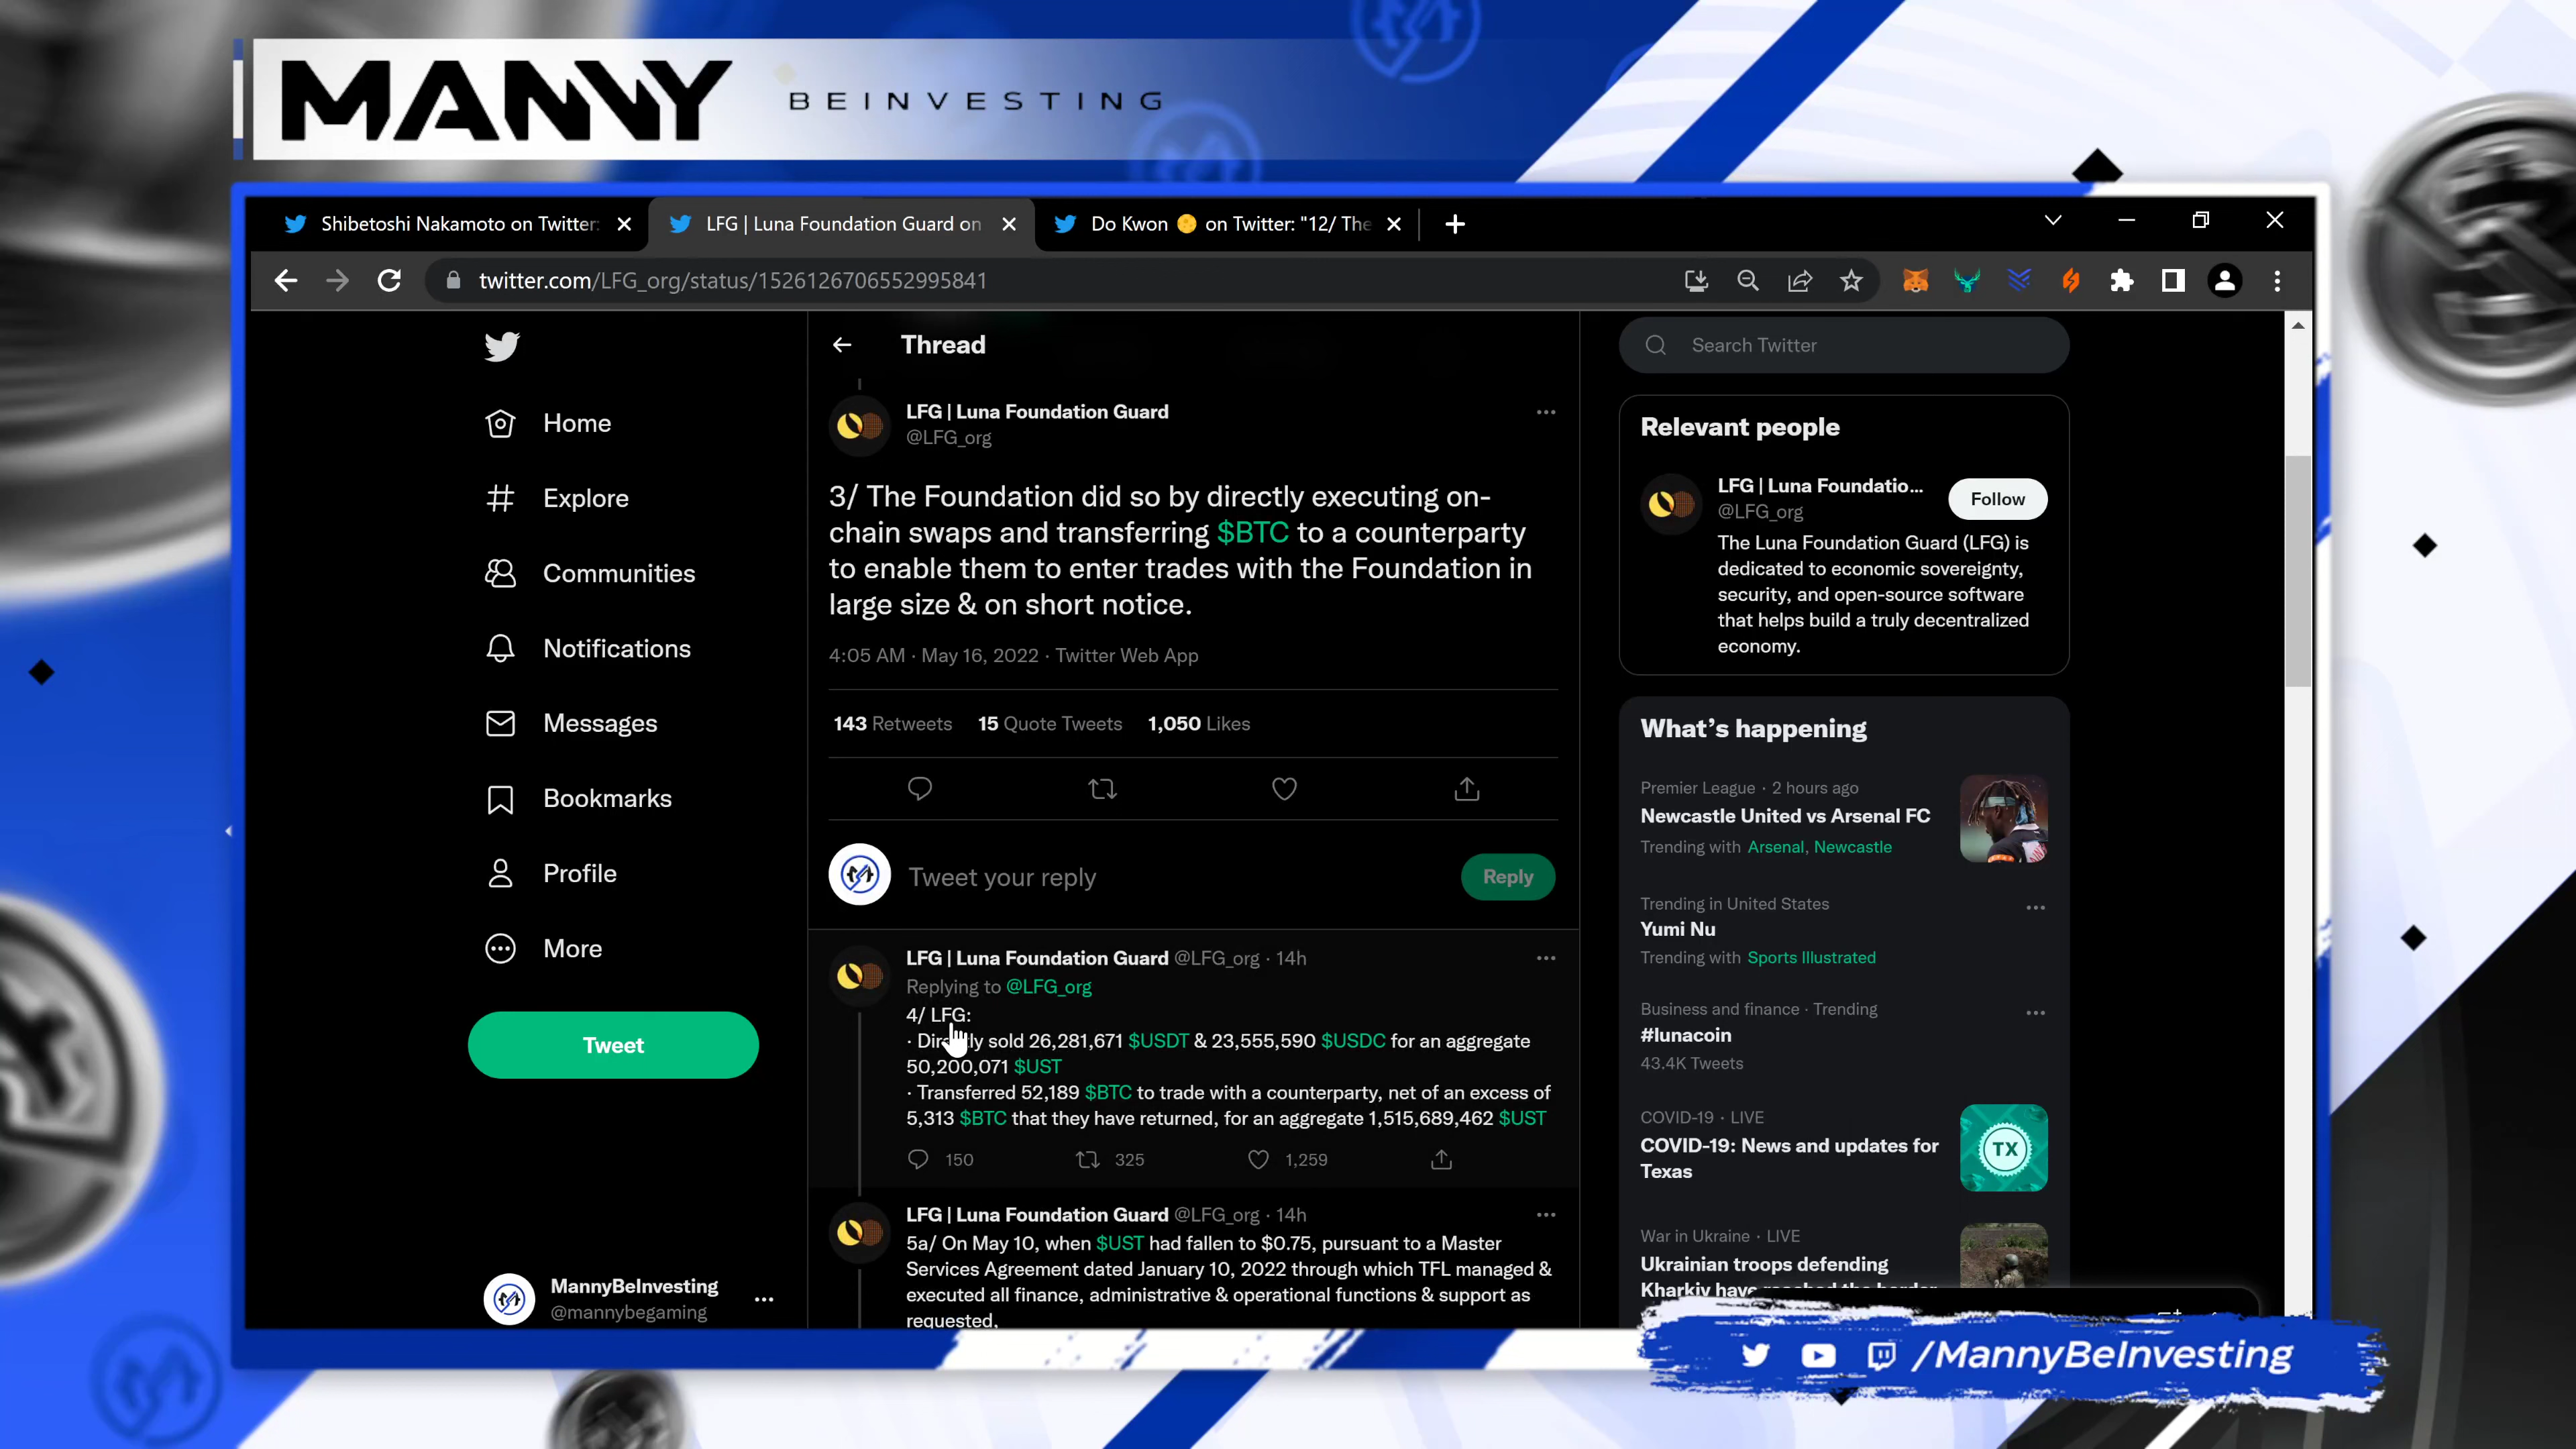 MANNY
BEINVESTING
Shibetoshi Nakamoto on Twitter:
LFG | Luna Foundation Guard on
Do Kwon on Twitter: "12/ The
twitter.com/LFG_org/status/1526126706552995841
Home
Explore
Communities
Notifications
Messages
Bookmarks
Profile
More
Tweet
MannyBeInvesting
@mannybegaming
Thread
LFG | Luna Foundation Guard
@LFG_org
3/ The Foundation did so by directly executing on-
chain swaps and transferring $BTC to a counterparty
to enable them to enter trades with the Foundation in
large size & on short notice.
4:05 AM · May 16, 2022 · Twitter Web App
143 Retweets 15 Quote Tweets 1,050 Likes
Tweet your reply
Reply
LFG | Luna Foundation Guard @LFG_org · 14h
Replying to @LFG_org
4/ LFG:
· Directly sold 26,281,671 $USDT & 23,555,590 $USDC for an aggregate
50,200,071 $UST
· Transferred 52,189 $BTC to trade with a counterparty, net of an excess of
5,313 $BTC that they have returned, for an aggregate 1,515,689,462 $UST
150 325 1,259
LFG | Luna Foundation Guard @LFG_org · 14h
5a/ On May 10, when $UST had fallen to $0.75, pursuant to a Master
Services Agreement dated January 10, 2022 through which TFL managed &
executed all finance, administrative & operational functions & support as
requested,
Search Twitter
Relevant people
LFG | Luna Foundatio...
@LFG_org
Follow
The Luna Foundation Guard (LFG) is
dedicated to economic sovereignty,
security, and open-source software
that helps build a truly decentralized
economy.
What's happening
Premier League · 2 hours ago
Newcastle United vs Arsenal FC
Trending with Arsenal, Newcastle
Trending in United States
Yumi Nu
Trending with Sports Illustrated
Business and finance · Trending
#lunacoin
43.4K Tweets
COVID-19 · LIVE
COVID-19: News and updates for
Texas
TX
War in Ukraine · LIVE
Ukrainian troops defending
Kharkiv have reached the border
/MannyBeInvesting